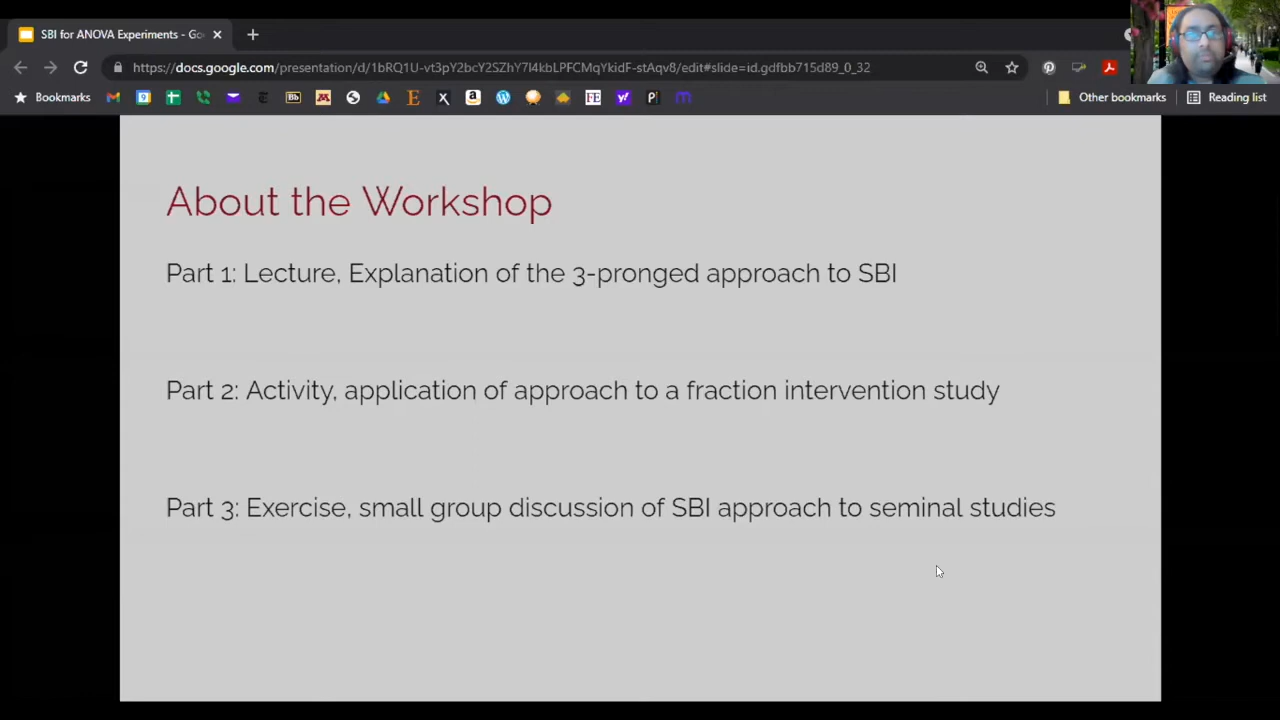 SBI for ANOVA Experiments - Go
https://docs.google.com/presentation/d/1bRQ1U-vt3pY2bcY2SZhY7l4kbLPFCMqYkidF-stAqv8/edit#slide=id.gdfbb715d89_0_32
Bookmarks
Other bookmarks
Reading list
About the Workshop
Part 1: Lecture, Explanation of the 3-pronged approach to SBI
Part 2: Activity, application of approach to a fraction intervention study
Part 3: Exercise, small group discussion of SBI approach to seminal studies